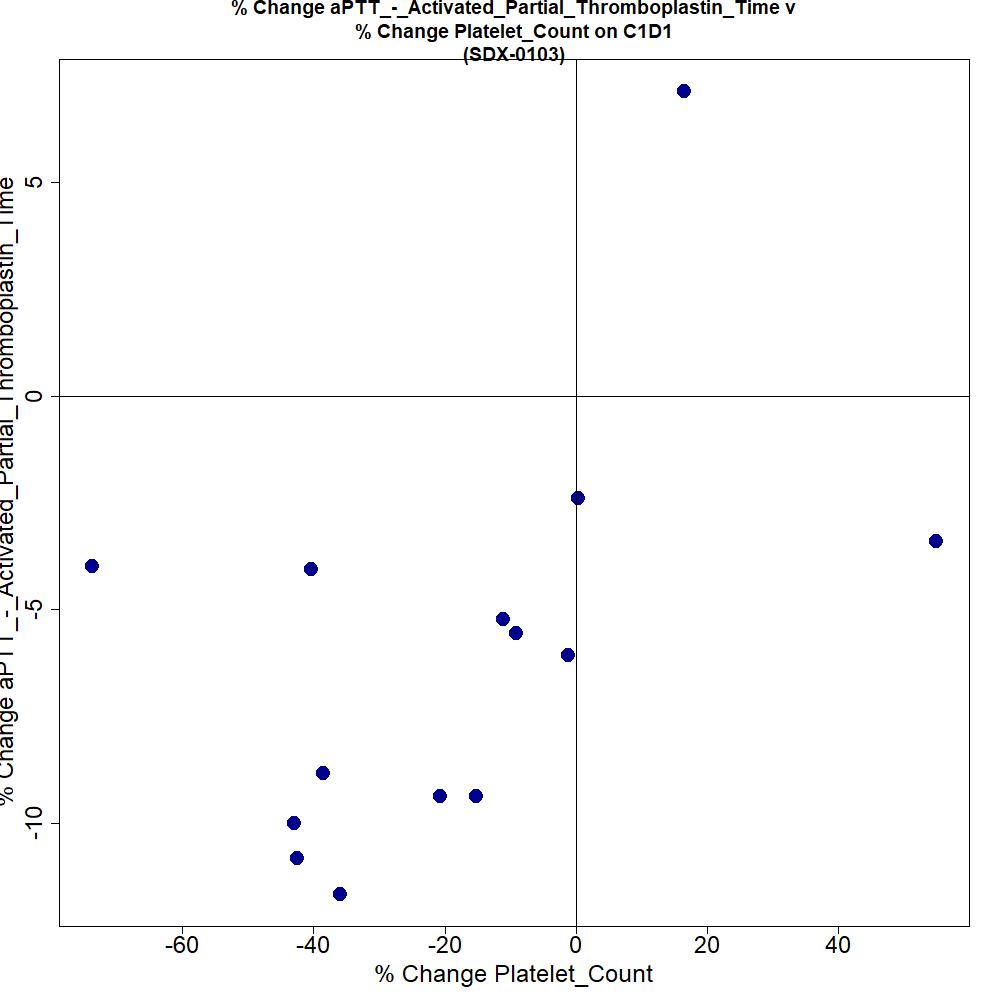 % Change aPTT_-_Activated_Partial_Thromboplastin_Time v
% Change Platelet_Count on C1D1
(SDX-0103)
% Change aPTT_-_Activated_Partial_Thromboplastin_Time
5
0
-5
-10
-60
-40
-20
0
20
40
% Change Platelet_Count